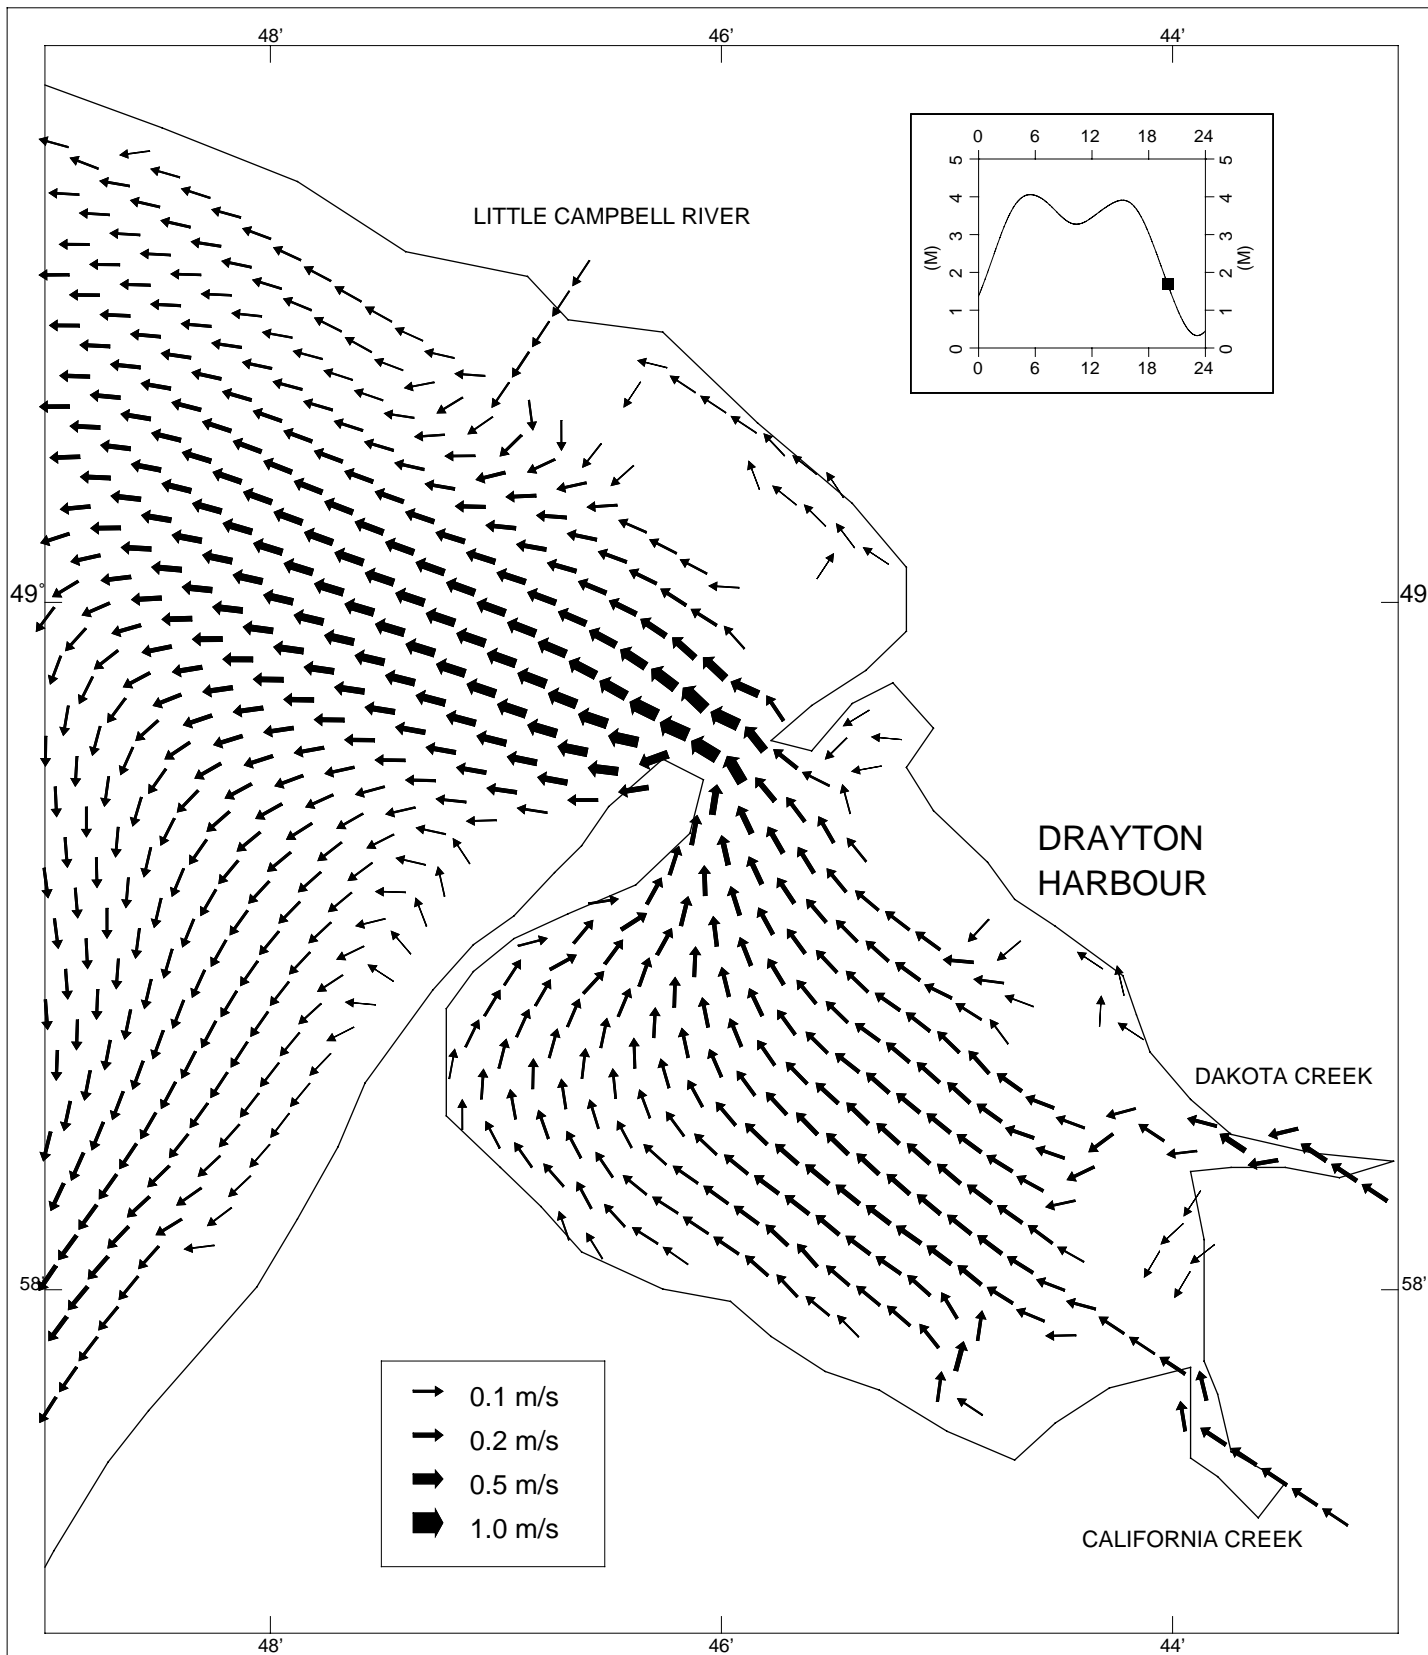 48' 46' 44'
0 6 12 18 24
5 5
4 4
3 3
(M) (M)
2 2
1 1
0 0
0 6 12 18 24
LITTLE CAMPBELL RIVER
49° 49
DRAYTON
HARBOUR
DAKOTA CREEK
58' 58'
0.1 m/s
0.2 m/s
0.5 m/s
1.0 m/s
CALIFORNIA CREEK
48' 46' 44'